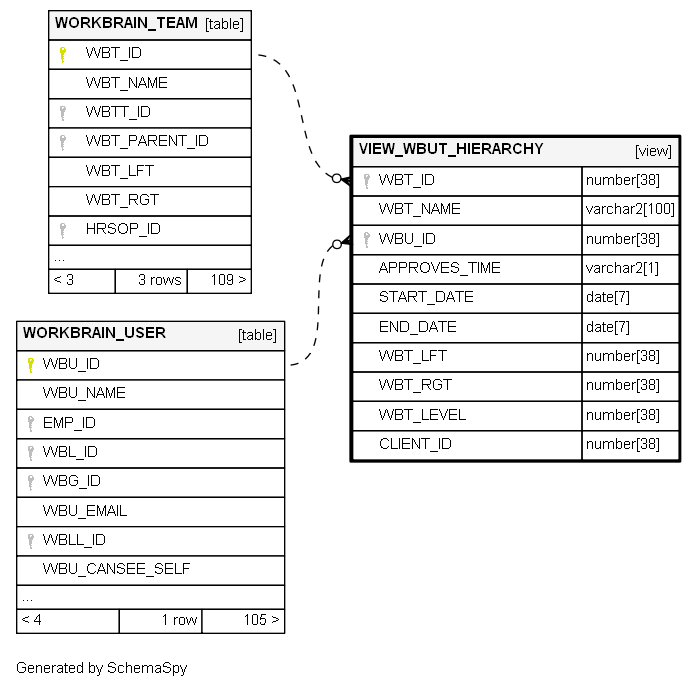 WORKBRAIN_TEAM [table]
WBT_ID
WBT_NAME
WBTT_ID
WBT_PARENT_ID
WBT_LFT
WBT_RGT
HRSOP_ID
...
< 3 3 rows 109 >
VIEW_WBUT_HIERARCHY [view]
WBT_ID number[38]
WBT_NAME varchar2[100]
WBU_ID number[38]
APPROVES_TIME varchar2[1]
START_DATE date[7]
END_DATE date[7]
WBT_LFT number[38]
WBT_RGT number[38]
WBT_LEVEL number[38]
CLIENT_ID number[38]
WORKBRAIN_USER [table]
WBU_ID
WBU_NAME
EMP_ID
WBL_ID
WBG_ID
WBU_EMAIL
WBLL_ID
WBU_CANSEE_SELF
...
< 4 1 row 105 >
Generated by SchemaSpy